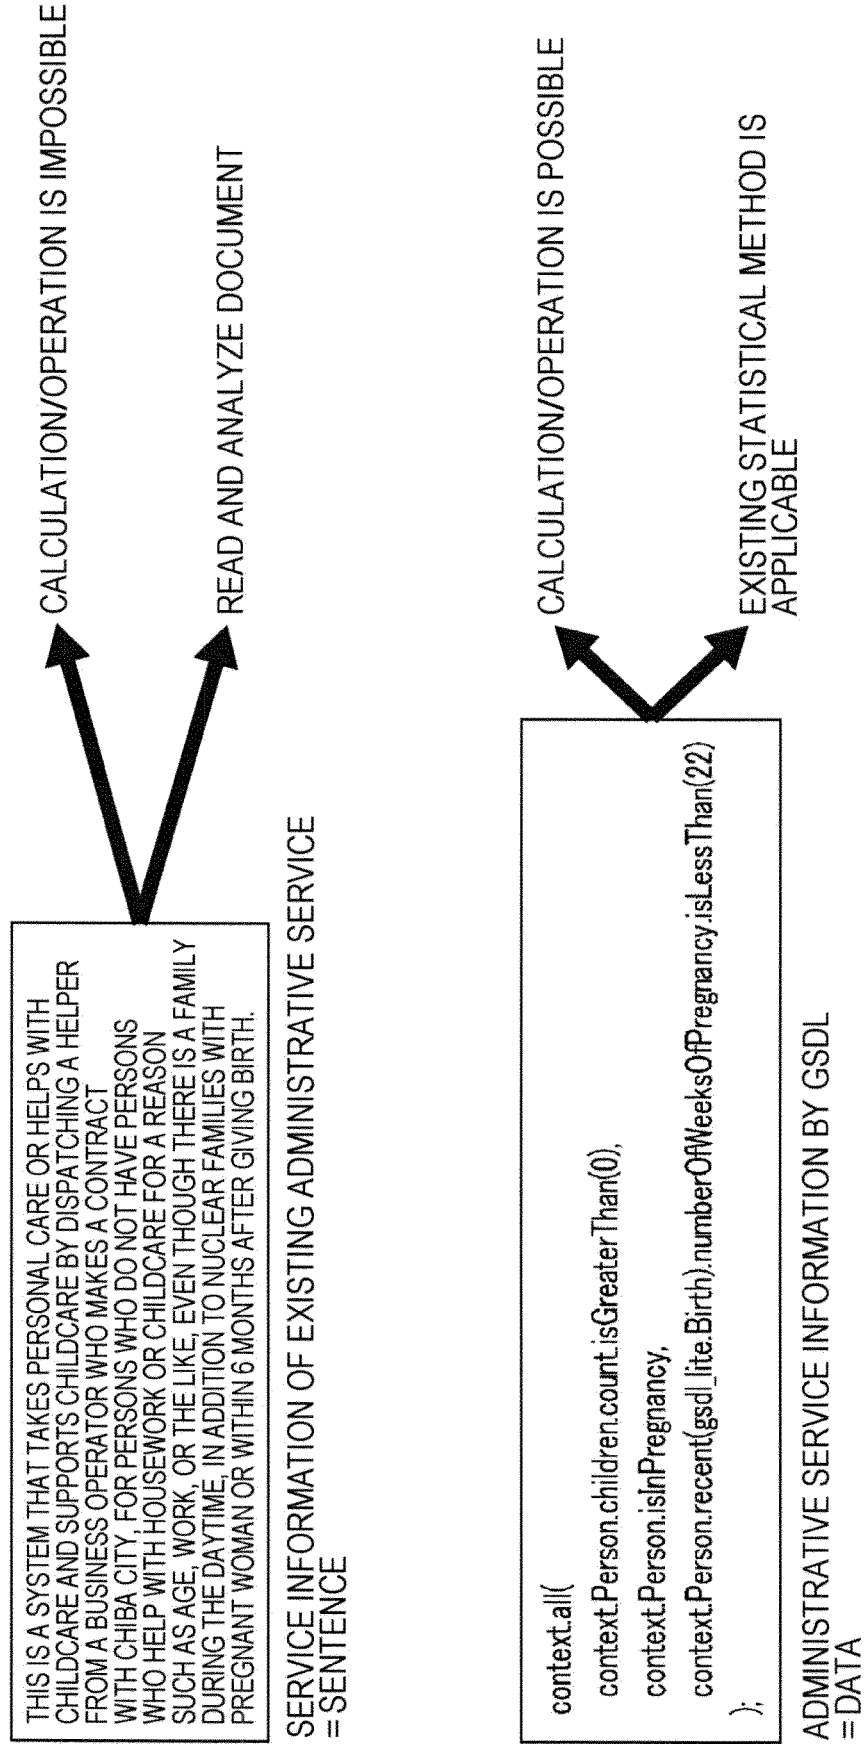 THIS IS A SYSTEM THAT TAKES PERSONAL CARE OR HELPS WITH
CHILDCARE AND SUPPORTS CHILDCARE BY DISPATCHING A HELPER
FROM A BUSINESS OPERATOR WHO MAKES A CONTRACT
WITH CHIBA CITY, FOR PERSONS WHO DO NOT HAVE PERSONS
WHO HELP WITH HOUSEWORK OR CHILDCARE FOR A REASON
SUCH AS AGE, WORK, OR THE LIKE, EVEN THOUGH THERE IS A FAMILY
DURING THE DAYTIME, IN ADDITION TO NUCLEAR FAMILIES WITH
PREGNANT WOMAN OR WITHIN 6 MONTHS AFTER GIVING BIRTH.
SERVICE INFORMATION OF EXISTING ADMINISTRATIVE SERVICE
= SENTENCE
CALCULATION/OPERATION IS IMPOSSIBLE
READ AND ANALYZE DOCUMENT
context.all(
context.Person.children.count.isGreaterThan(0),
context.Person.isInPregnancy,
context.Person.recent(gsdl_lite.Birth).numberOfWeeksOfPregnancy.isLessThan(22)
);
ADMINISTRATIVE SERVICE INFORMATION BY GSDL
= DATA
CALCULATION/OPERATION IS POSSIBLE
EXISTING STATISTICAL METHOD IS
APPLICABLE